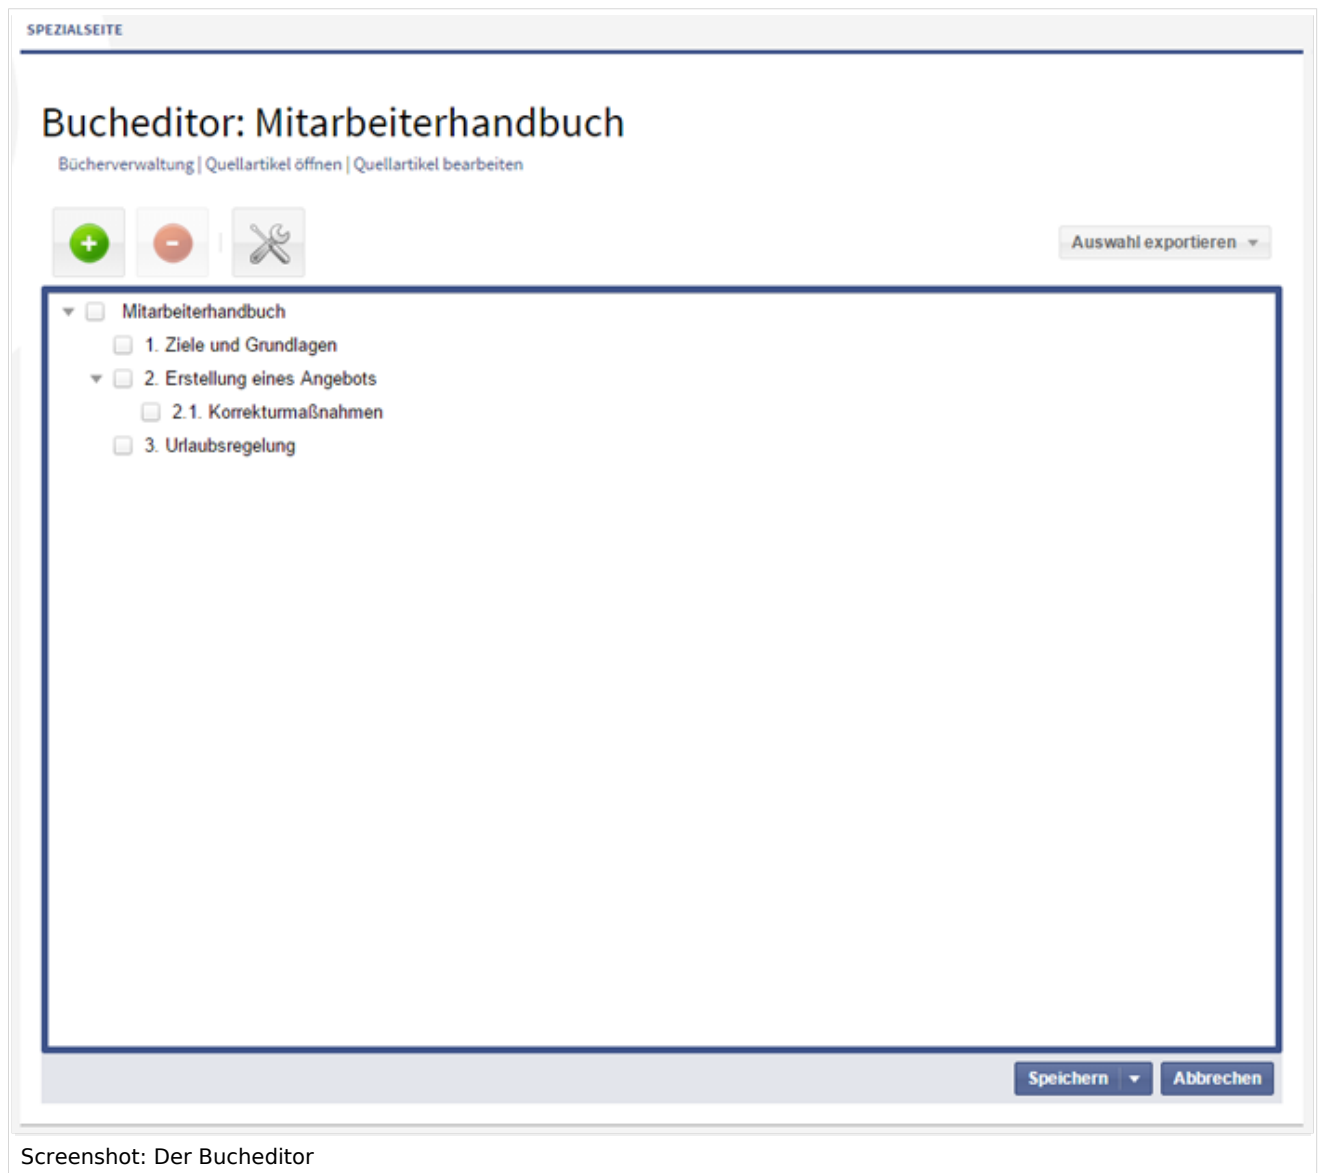 SPEZIALSEITE
Bucheditor: Mitarbeiterhandbuch
Bücherverwaltung | Quellartikel öffnen | Quellartikel bearbeiten
Auswahl exportieren
Mitarbeiterhandbuch
1. Ziele und Grundlagen
2. Erstellung eines Angebots
2.1. Korrekturmaßnahmen
3. Urlaubsregelung
Speichern
Abbrechen
Screenshot: Der Bucheditor